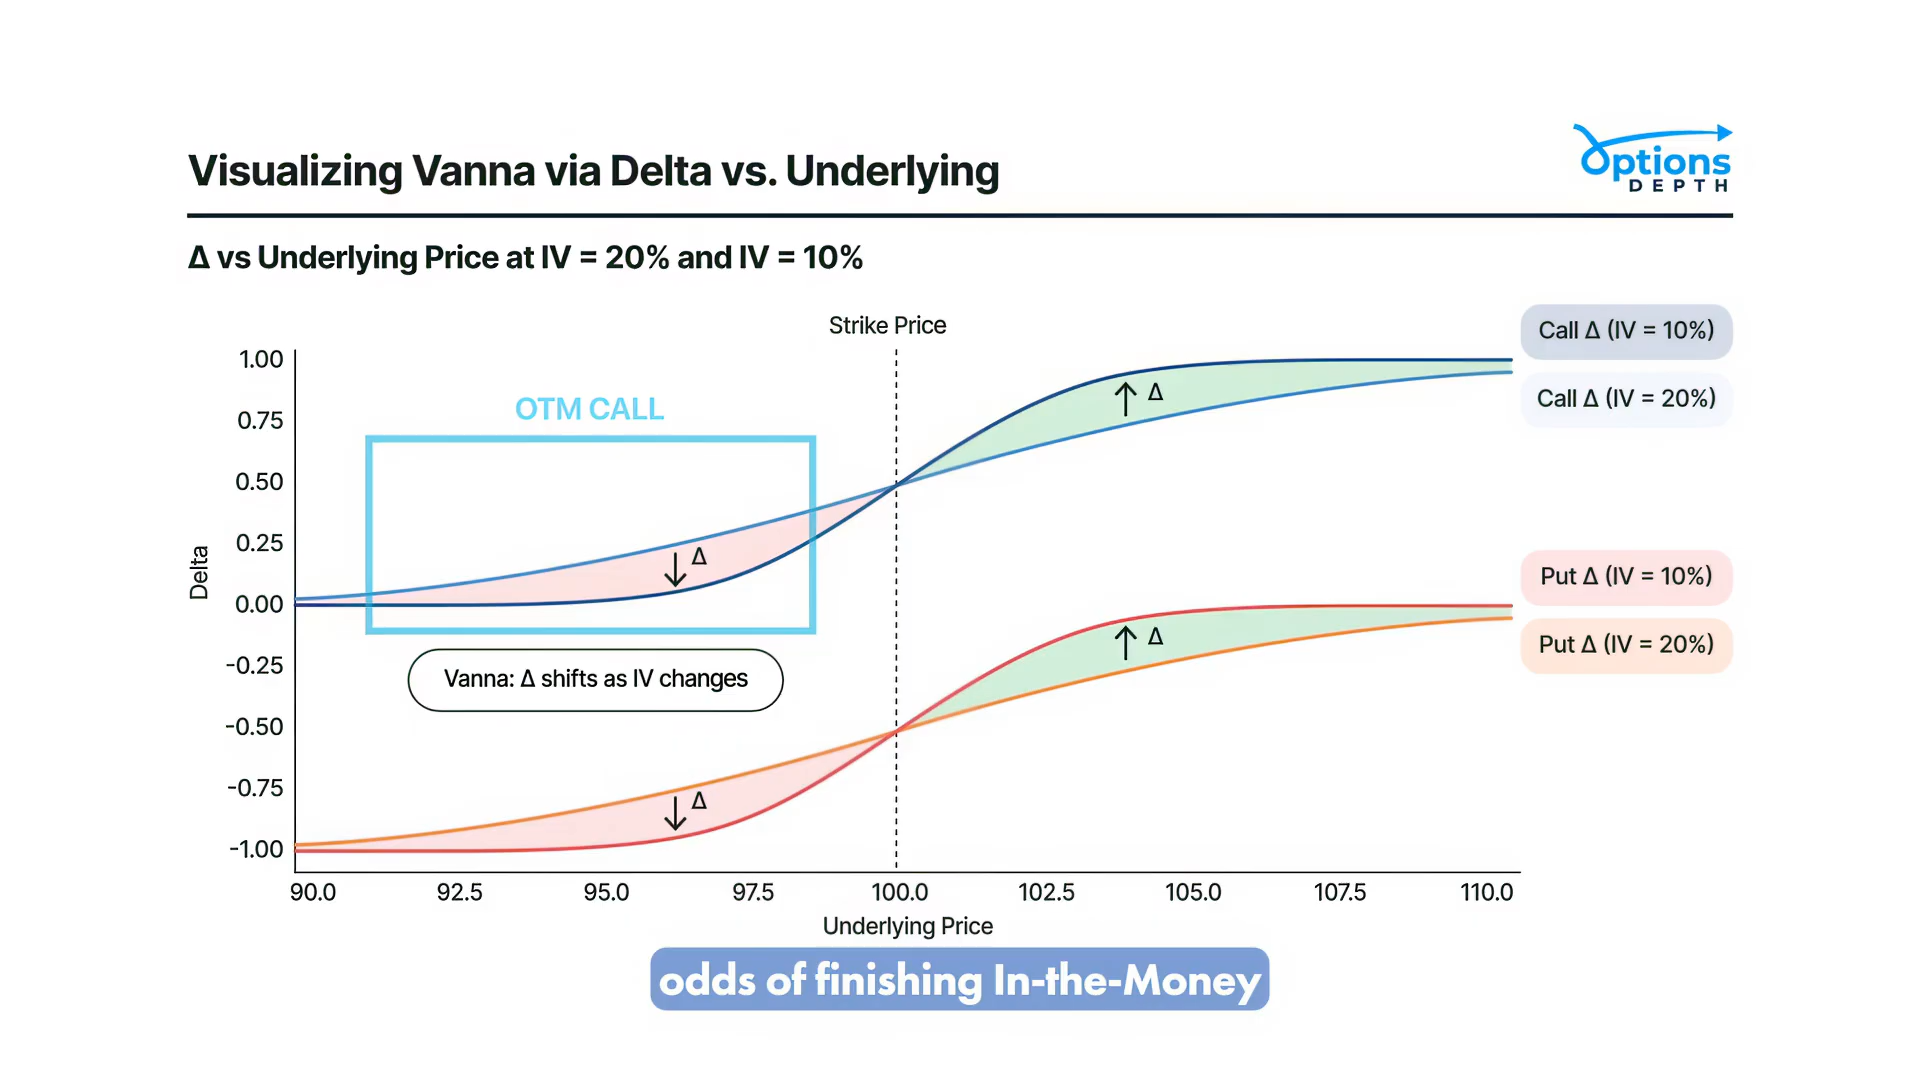 Options
DEPTH
Visualizing Vanna via Delta vs. Underlying
Δ vs Underlying Price at IV = 20% and IV = 10%
Strike Price
1.00
0.75
0.50
0.25
0.00
-0.25
-0.50
-0.75
-1.00
Delta
OTM CALL
Δ
Δ
Vanna: Δ shifts as IV changes
Δ
Δ
Call Δ (IV = 10%)
Call Δ (IV = 20%)
Put Δ (IV = 10%)
Put Δ (IV = 20%)
90.0 92.5 95.0 97.5 100.0 102.5 105.0 107.5 110.0
Underlying Price
odds of finishing In-the-Money